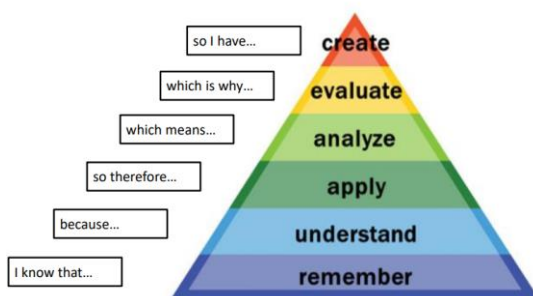 so I have…
create
which is why…
evaluate
which means…
analyze
so therefore…
apply
because…
understand
I know that…
remember